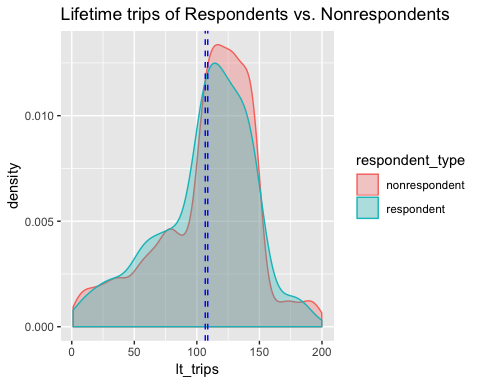 Lifetime trips of Respondents vs. Nonrespondents
density
0.010
0.005
0.000
0
50
100
150
200
lt_trips
respondent_type
nonrespondent
respondent